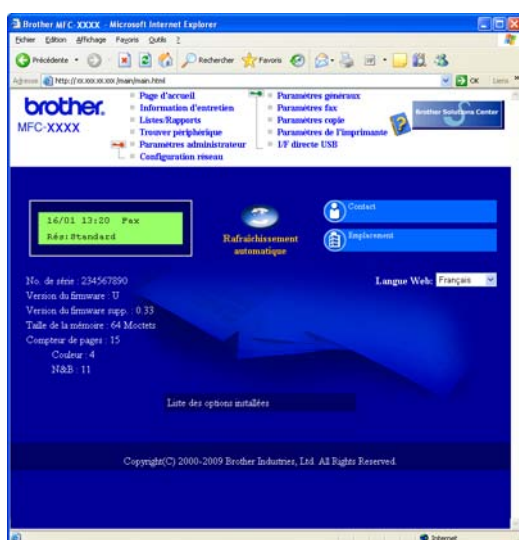 Brother MFC-XXXX - Microsoft Internet Explorer
Fichier Edition Affichage Favoris Outils ?
Précédente Rechercher Favoris
Adresse http://xx.xxx.xx.xxx/main/main.html OK Liens
brother.
MFC-XXXX
Page d'accueil
Information d'entretien
Listes/Rapports
Trouver périphérique
Paramètres administrateur
Configuration réseau
Paramètres généraux
Paramètres fax
Paramètres copie
Paramètres de l'imprimante
I/F directe USB
Brother Solutions Center
16/01 13:20 Fax
Rés:Standard
Rafraîchissement
automatique
Contact
Emplacement
No. de série : 234567890
Version du firmware : U
Version du firmware supp. : 0.33
Taille de la mémoire : 64 Moctets
Compteur de pages : 15
Couleur : 4
N&B : 11
Langue Web: Français
Liste des options installées
Copyright(C) 2000-2009 Brother Industries, Ltd. All Rights Reserved.
Internet